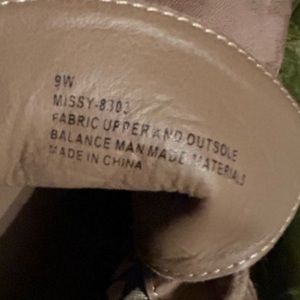 9W
MISSY-8303
FABRIC UPPER AND OUTSOLE
BALANCE MAN MADE MATERIALS
MADE IN CHINA